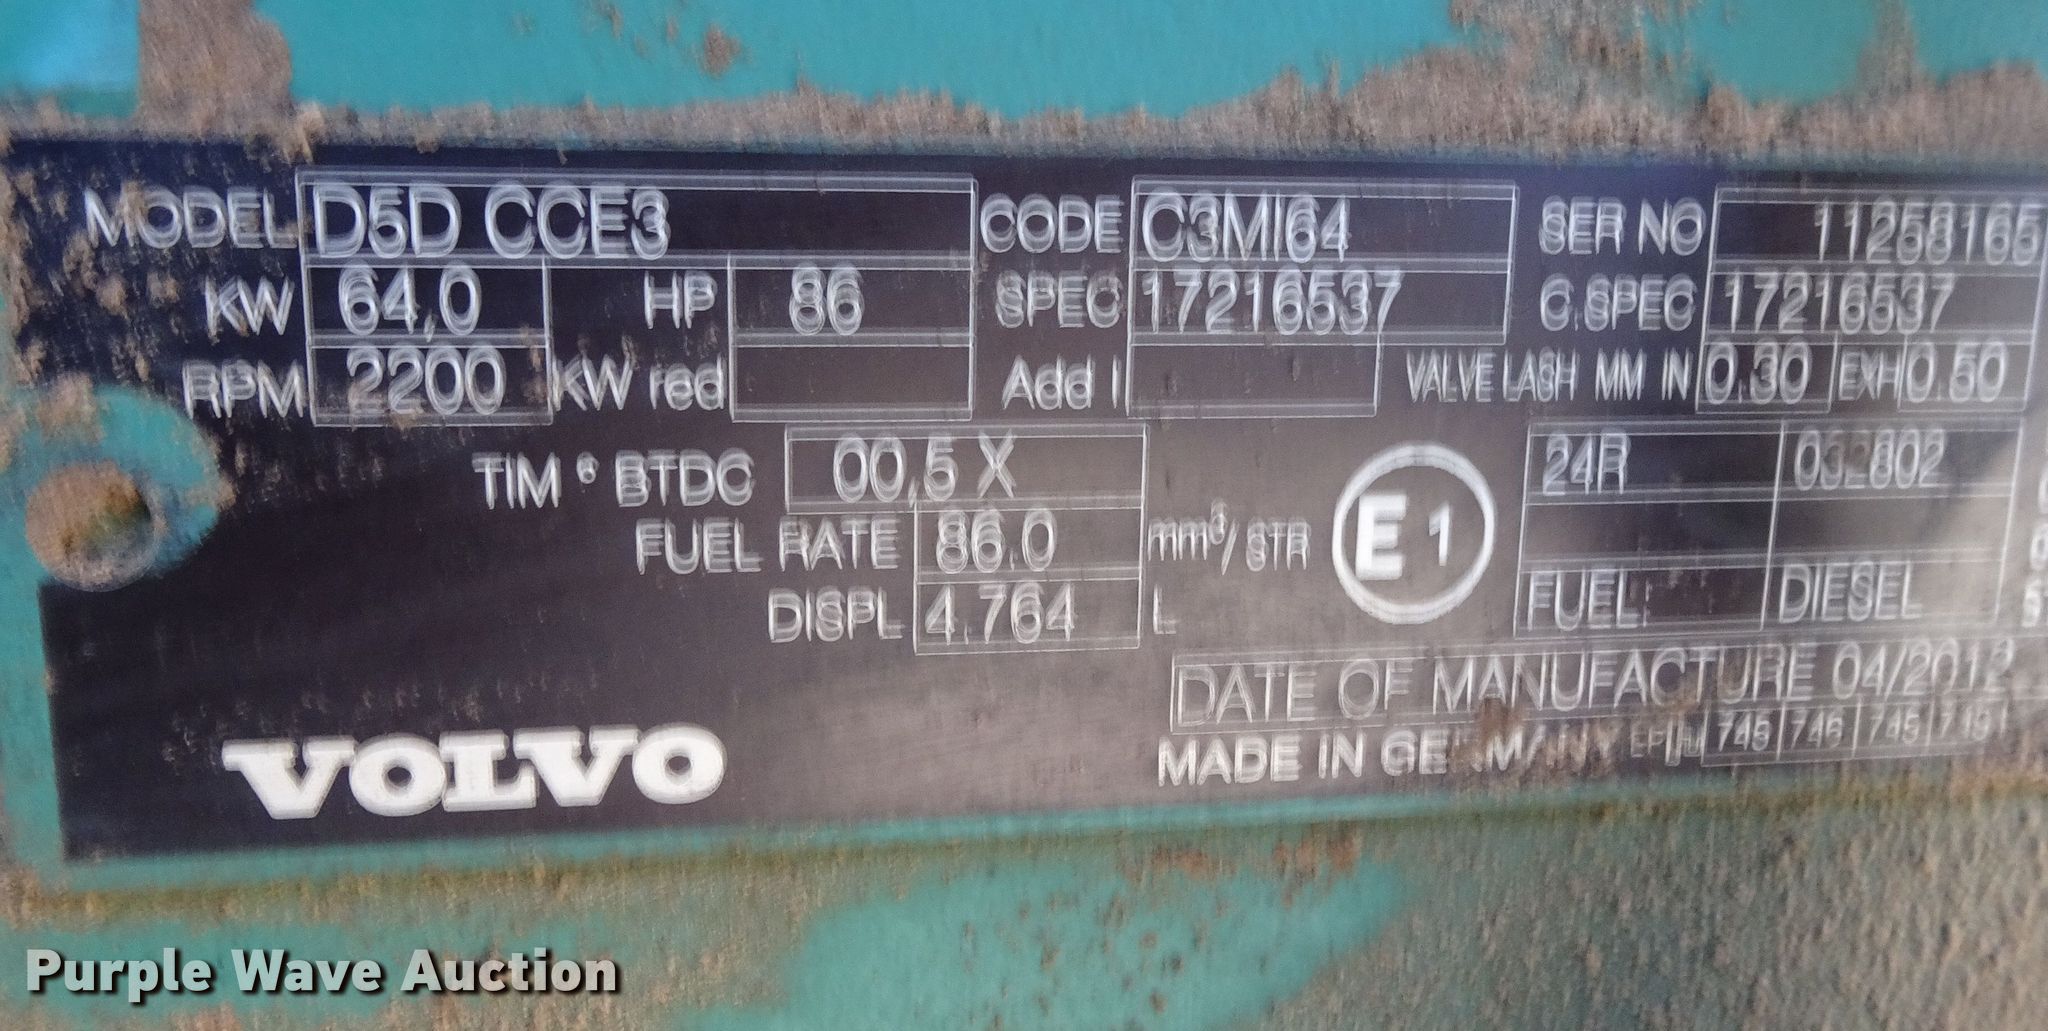 MODEL D5D CCE3 CODE C3MI64 SER NO 11258165
KW 64,0 HP 86 SPEC 17216537 C.SPEC 17216537
RPM 2200 KW red Add I VALVE LASH MM IN 0.30 EXH 0.50
TIM ° BTDC 00,5 X 24R 032802
FUEL RATE 86.0 mm³/STR E1
DISPL 4.764 L FUEL: DIESEL
DATE OF MANUFACTURE 04/2012
MADE IN GERMANY 746
VOLVO
Purple Wave Auction